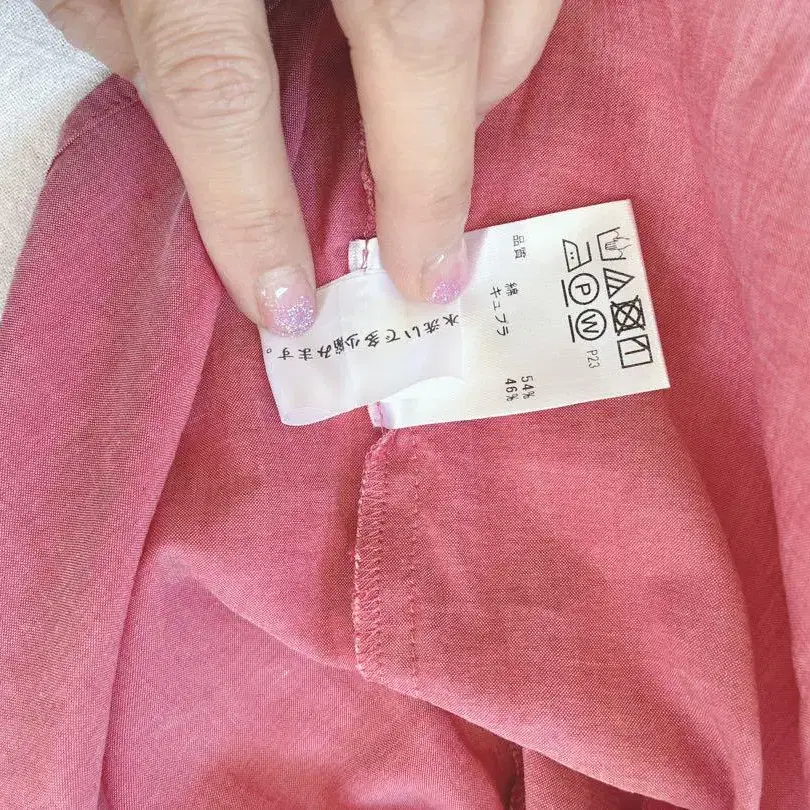 品質
綿 54%
キュプラ 46%
P
W
P23
水洗いで多少縮みます。